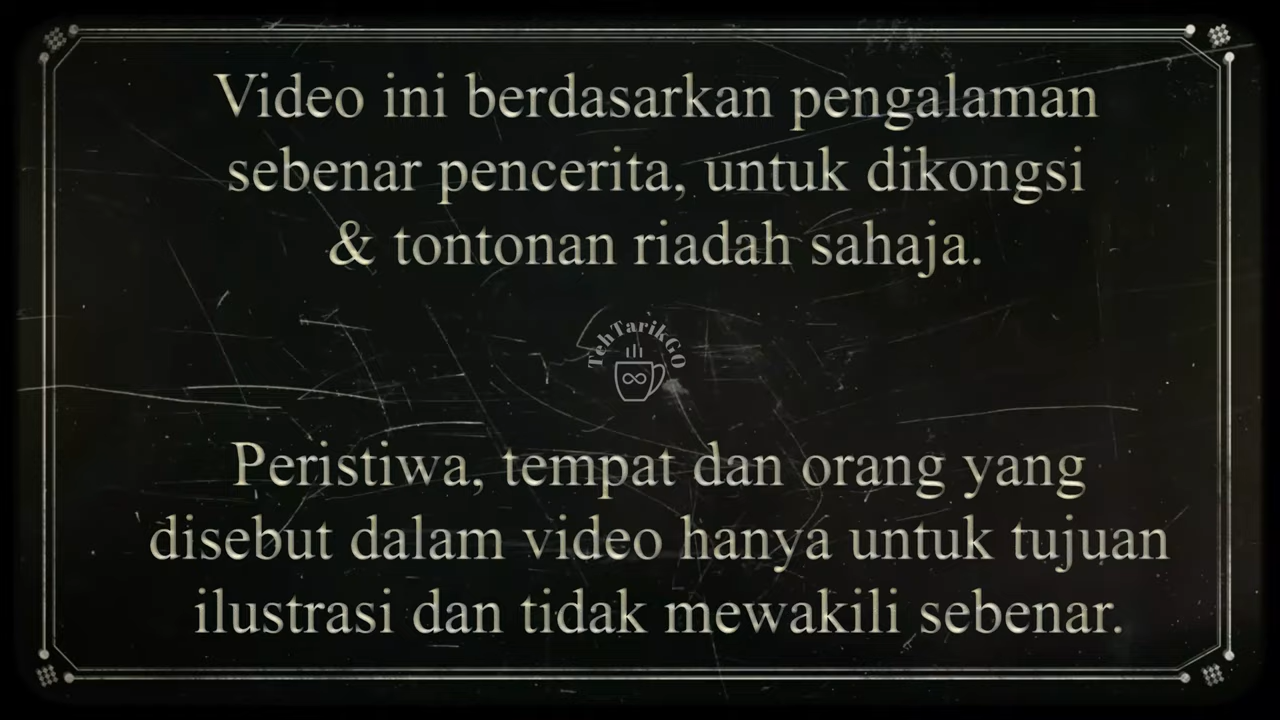 Video ini berdasarkan pengalaman
sebenar pencerita, untuk dikongsi
& tontonan riadah sahaja.
TehTarikGO
Peristiwa, tempat dan orang yang
disebut dalam video hanya untuk tujuan
ilustrasi dan tidak mewakili sebenar.